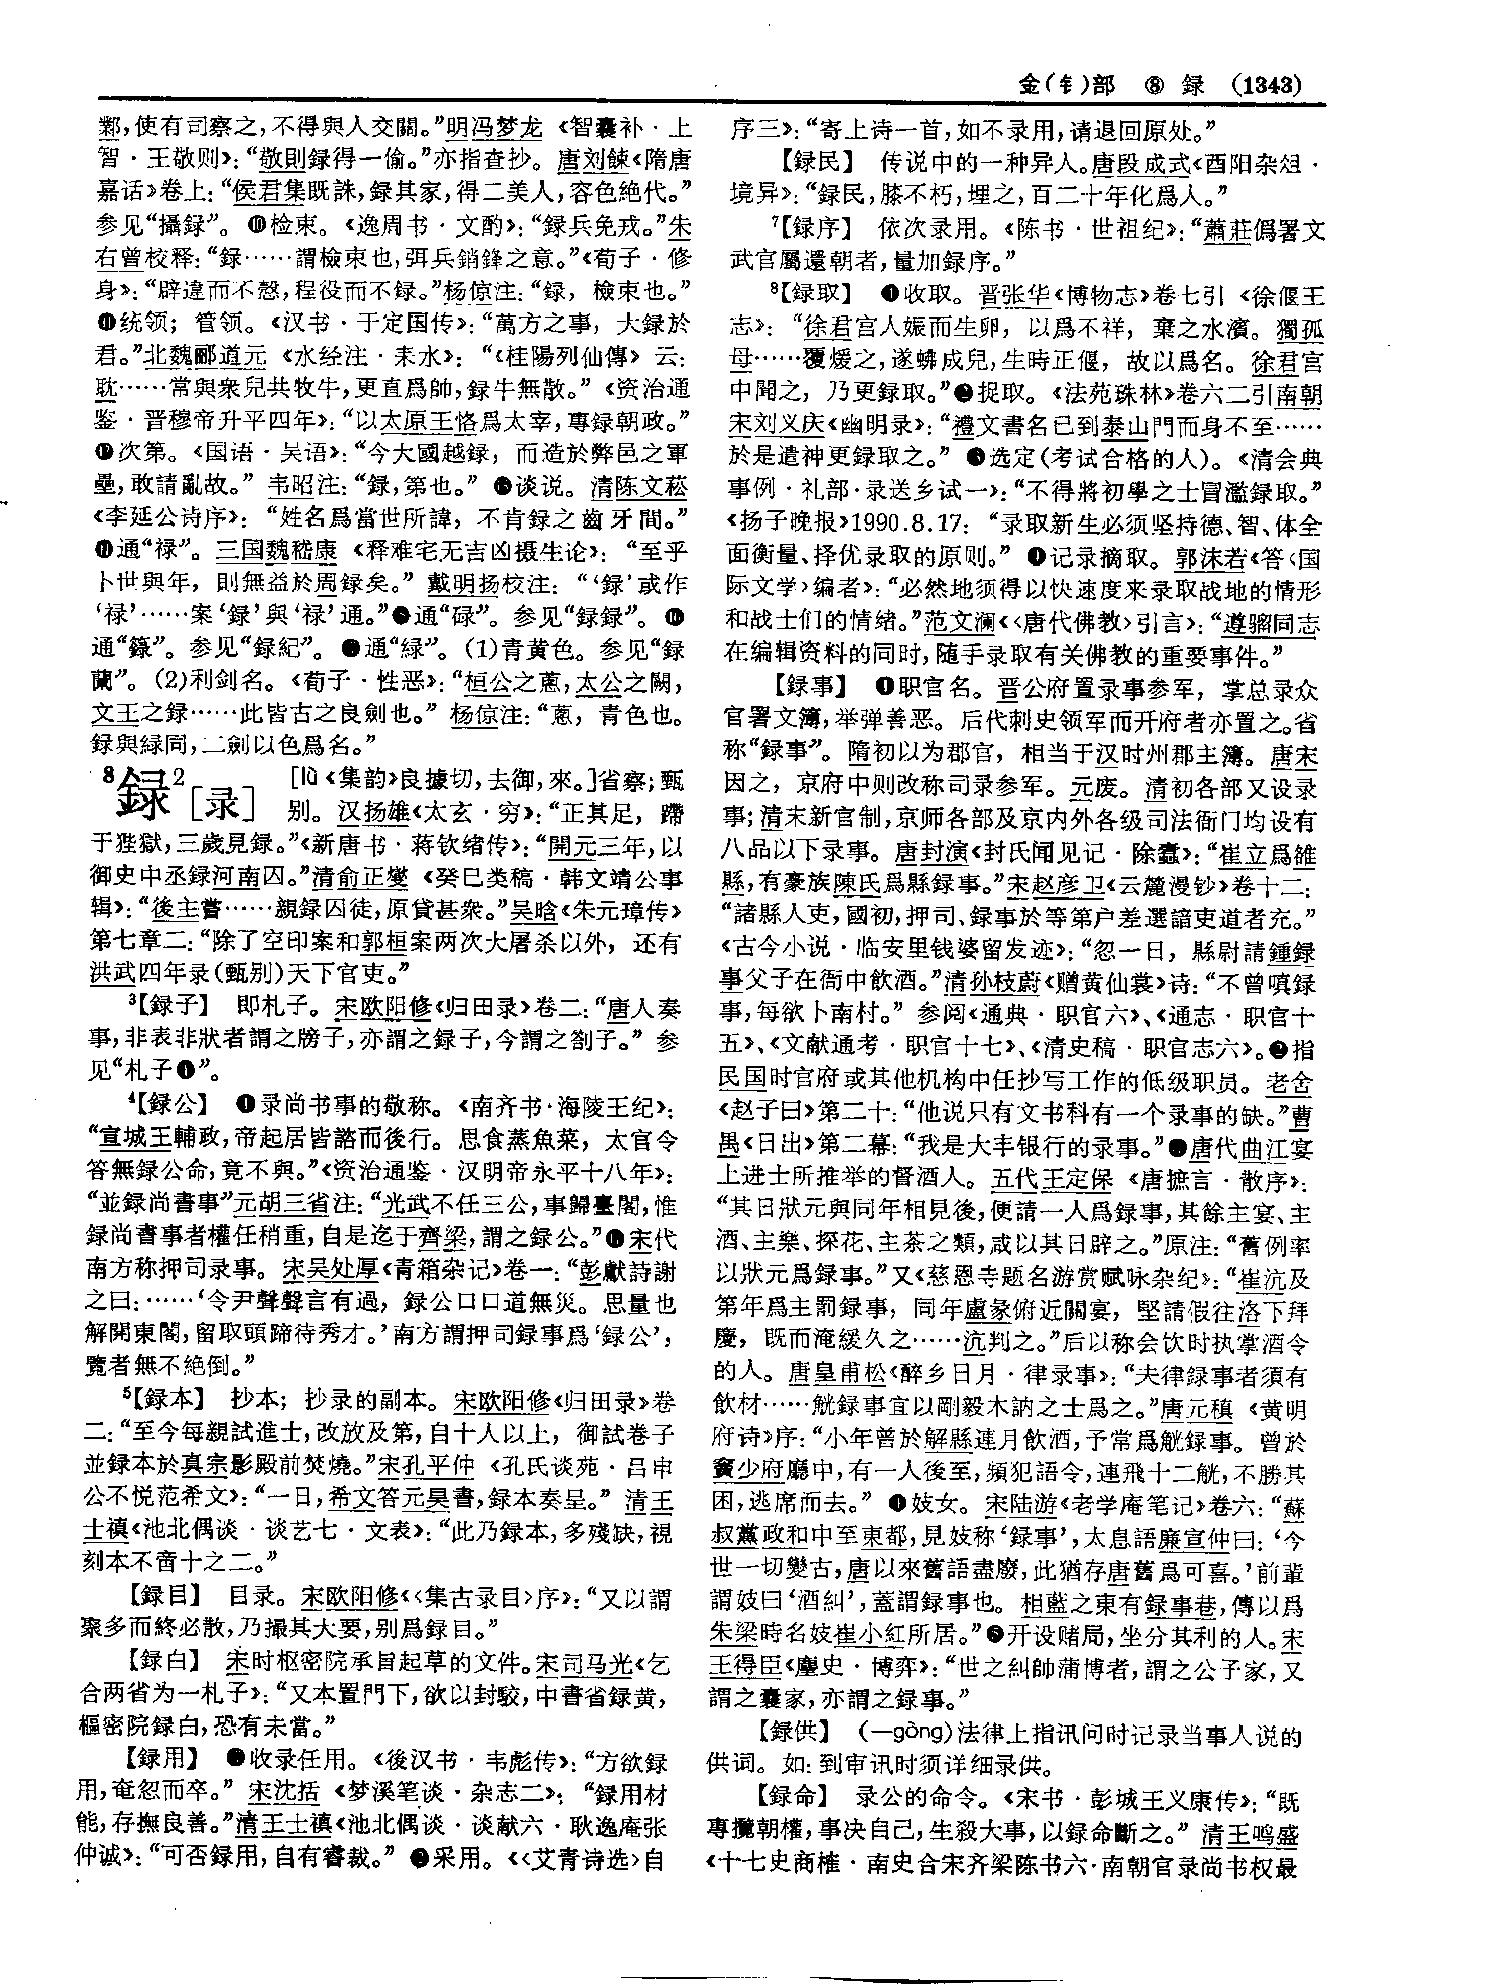 金(钅)部 ⑧ 録 (1343)
鄴,使有司察之,不得與人交關。”明冯梦龙《智囊补·上
智·王敬则》:“敬則録得一偷。”亦指查抄。唐刘餗《隋唐
嘉话》卷上:“侯君集既誅,録其家,得二美人,容色絶代。”
参见“攝録”。❿检束。《逸周书·文酌》:“録兵免戎。”朱
右曾校释:“録……謂檢束也,弭兵銷鋒之意。”《荀子·修
身》:“辟違而不慤,程役而不録。”杨倞注:“録,檢束也。”
⓫统领;管领。《汉书·于定国传》:“萬方之事,大録於
君。”北魏郦道元《水经注·耒水》:“《桂陽列仙傳》云:
耽……常與衆兒共牧牛,更直爲帥,録牛無散。”《资治通
鉴·晋穆帝升平四年》:“以太原王恪爲太宰,專録朝政。”
⓬次第。《国语·吴语》:“今大國越録,而造於弊邑之軍
壘,敢請亂故。”韦昭注:“録,第也。”⓭谈说。清陈文菘
《李延公诗序》:“姓名爲當世所諱,不肯録之齒牙間。”
⓮通“禄”。三国魏嵇康《释难宅无吉凶摄生论》:“至乎
卜世與年,則無益於周録矣。”戴明扬校注:“‘録’或作
‘禄’……案‘録’與‘禄’通。”⓯通“碌”。参见“録録”。⓰
通“籙”。参见“録紀”。⓱通“緑”。(1)青黄色。参见“録
蘭”。(2)利剑名。《荀子·性恶》:“桓公之蔥,太公之闕,
文王之録……此皆古之良劍也。”杨倞注:“蔥,青色也。
録與緑同,二劍以色爲名。”
⁸録²[录] [lǜ《集韵》良據切,去御,來。]省察;甄
别。汉扬雄《太玄·穷》:“正其足,蹛
于狴獄,三歲見録。”《新唐书·蒋钦绪传》:“開元三年,以
御史中丞録河南囚。”清俞正燮《癸巳类稿·韩文靖公事
辑》:“後主嘗……親録囚徒,原貸甚衆。”吴晗《朱元璋传》
第七章二:“除了空印案和郭桓案两次大屠杀以外,还有
洪武四年录(甄别)天下官吏。”
³【録子】 即札子。宋欧阳修《归田录》卷二:“唐人奏
事,非表非狀者謂之牓子,亦謂之録子,今謂之劄子。”参
见“札子❶”。
⁴【録公】 ❶录尚书事的敬称。《南齐书·海陵王纪》:
“宣城王輔政,帝起居皆諮而後行。思食蒸魚菜,太官令
答無録公命,竟不與。”《资治通鉴·汉明帝永平十八年》:
“並録尚書事”元胡三省注:“光武不任三公,事歸臺閣,惟
録尚書事者權任稍重,自是迄于齊梁,謂之録公。”❷宋代
南方称押司录事。宋吴处厚《青箱杂记》卷一:“彭獻詩謝
之曰:……‘令尹聲聲言有過,録公口口道無災。思量也
解開東閣,留取頭蹄待秀才。’南方謂押司録事爲‘録公’,
覽者無不絶倒。”
⁵【録本】 抄本;抄录的副本。宋欧阳修《归田录》卷
二:“至今每親試進士,改放及第,自十人以上,御試卷子
並録本於真宗影殿前焚燒。”宋孔平仲《孔氏谈苑·吕申
公不悦范希文》:“一日,希文答元昊書,録本奏呈。”清王
士禛《池北偶谈·谈艺七·文表》:“此乃録本,多殘缺,視
刻本不啻十之二。”
【録目】 目录。宋欧阳修《〈集古录目〉序》:“又以謂
聚多而終必散,乃撮其大要,别爲録目。”
【録白】 宋时枢密院承旨起草的文件。宋司马光《乞
合两省为一札子》:“又本置門下,欲以封駮,中書省録黄,
樞密院録白,恐有未當。”
【録用】 ❶收录任用。《後汉书·韦彪传》:“方欲録
用,奄忽而卒。”宋沈括《梦溪笔谈·杂志二》:“録用材
能,存撫良善。”清王士禛《池北偶谈·谈献六·耿逸庵张
仲诚》:“可否録用,自有睿裁。”❷采用。《〈艾青诗选〉自
序三》:“寄上诗一首,如不录用,请退回原处。”
【録民】 传说中的一种异人。唐段成式《酉阳杂俎·
境异》:“録民,膝不朽,埋之,百二十年化爲人。”
⁷【録序】 依次录用。《陈书·世祖纪》:“蕭莊僞署文
武官屬還朝者,量加録序。”
⁸【録取】 ❶收取。晋张华《博物志》卷七引《徐偃王
志》:“徐君宫人娠而生卵,以爲不祥,棄之水濱。獨孤
母……覆煖之,遂蚺成兒,生時正偃,故以爲名。徐君宫
中聞之,乃更録取。”❷捉取。《法苑珠林》卷六二引南朝
宋刘义庆《幽明录》:“禮文書名已到泰山門而身不至……
於是遣神更録取之。”❸选定(考试合格的人)。《清会典
事例·礼部·录送乡试一》:“不得將初學之士冒濫録取。”
《扬子晚报》1990.8.17:“录取新生必须坚持德、智、体全
面衡量、择优录取的原则。”❹记录摘取。郭沫若《答〈国
际文学〉编者》:“必然地须得以快速度来录取战地的情形
和战士们的情绪。”范文澜《〈唐代佛教〉引言》:“遵骝同志
在编辑资料的同时,随手录取有关佛教的重要事件。”
【録事】 ❶职官名。晋公府置录事参军,掌总录众
官署文簿,举弹善恶。后代刺史领军而开府者亦置之。省
称“録事”。隋初以为郡官,相当于汉时州郡主簿。唐宋
因之,京府中则改称司录参军。元废。清初各部又设录
事;清末新官制,京师各部及京内外各级司法衙门均设有
八品以下录事。唐封演《封氏闻见记·除蠹》:“崔立爲雒
縣,有豪族陳氏爲縣録事。”宋赵彦卫《云麓漫钞》卷十二:
“諸縣人吏,國初,押司、録事於等第户差選諳吏道者充。”
《古今小说·临安里钱婆留发迹》:“忽一日,縣尉請鍾録
事父子在衙中飲酒。”清孙枝蔚《赠黄仙裳》诗:“不曾嗔録
事,每欲卜南村。”参阅《通典·职官六》、《通志·职官十
五》、《文献通考·职官十七》、《清史稿·职官志六》。❷指
民国时官府或其他机构中任抄写工作的低级职员。老舍
《赵子曰》第二十:“他说只有文书科有一个录事的缺。”曹
禺《日出》第二幕:“我是大丰银行的录事。”❸唐代曲江宴
上进士所推举的督酒人。五代王定保《唐摭言·散序》:
“其日狀元與同年相見後,便請一人爲録事,其餘主宴、主
酒、主樂、探花、主茶之類,咸以其日辟之。”原注:“舊例率
以狀元爲録事。”又《慈恩寺题名游赏赋咏杂纪》:“崔沆及
第年爲主罰録事,同年盧彖俯近關宴,堅請假往洛下拜
慶,既而淹緩久之……沆判之。”后以称会饮时执掌酒令
的人。唐皇甫松《醉乡日月·律录事》:“夫律録事者須有
飲材……觥録事宜以剛毅木訥之士爲之。”唐元稹《黄明
府诗》序:“小年曾於解縣連月飲酒,予常爲觥録事。曾於
竇少府廳中,有一人後至,頻犯語令,連飛十二觥,不勝其
困,逃席而去。”❹妓女。宋陆游《老学庵笔记》卷六:“蘇
叔黨政和中至東都,見妓称‘録事’,太息語廉宣仲曰:‘今
世一切變古,唐以來舊語盡廢,此猶存唐舊爲可喜。’前輩
謂妓曰‘酒糾’,蓋謂録事也。相藍之東有録事巷,傳以爲
朱梁時名妓崔小紅所居。”❺开设赌局,坐分其利的人。宋
王得臣《麈史·博弈》:“世之糾帥蒲博者,謂之公子家,又
謂之囊家,亦謂之録事。”
【録供】 (—gòng)法律上指讯问时记录当事人说的
供词。如:到审讯时须详细录供。
【録命】 录公的命令。《宋书·彭城王义康传》:“既
專攬朝權,事决自己,生殺大事,以録命斷之。”清王鸣盛
《十七史商榷·南史合宋齐梁陈书六·南朝官录尚书权最